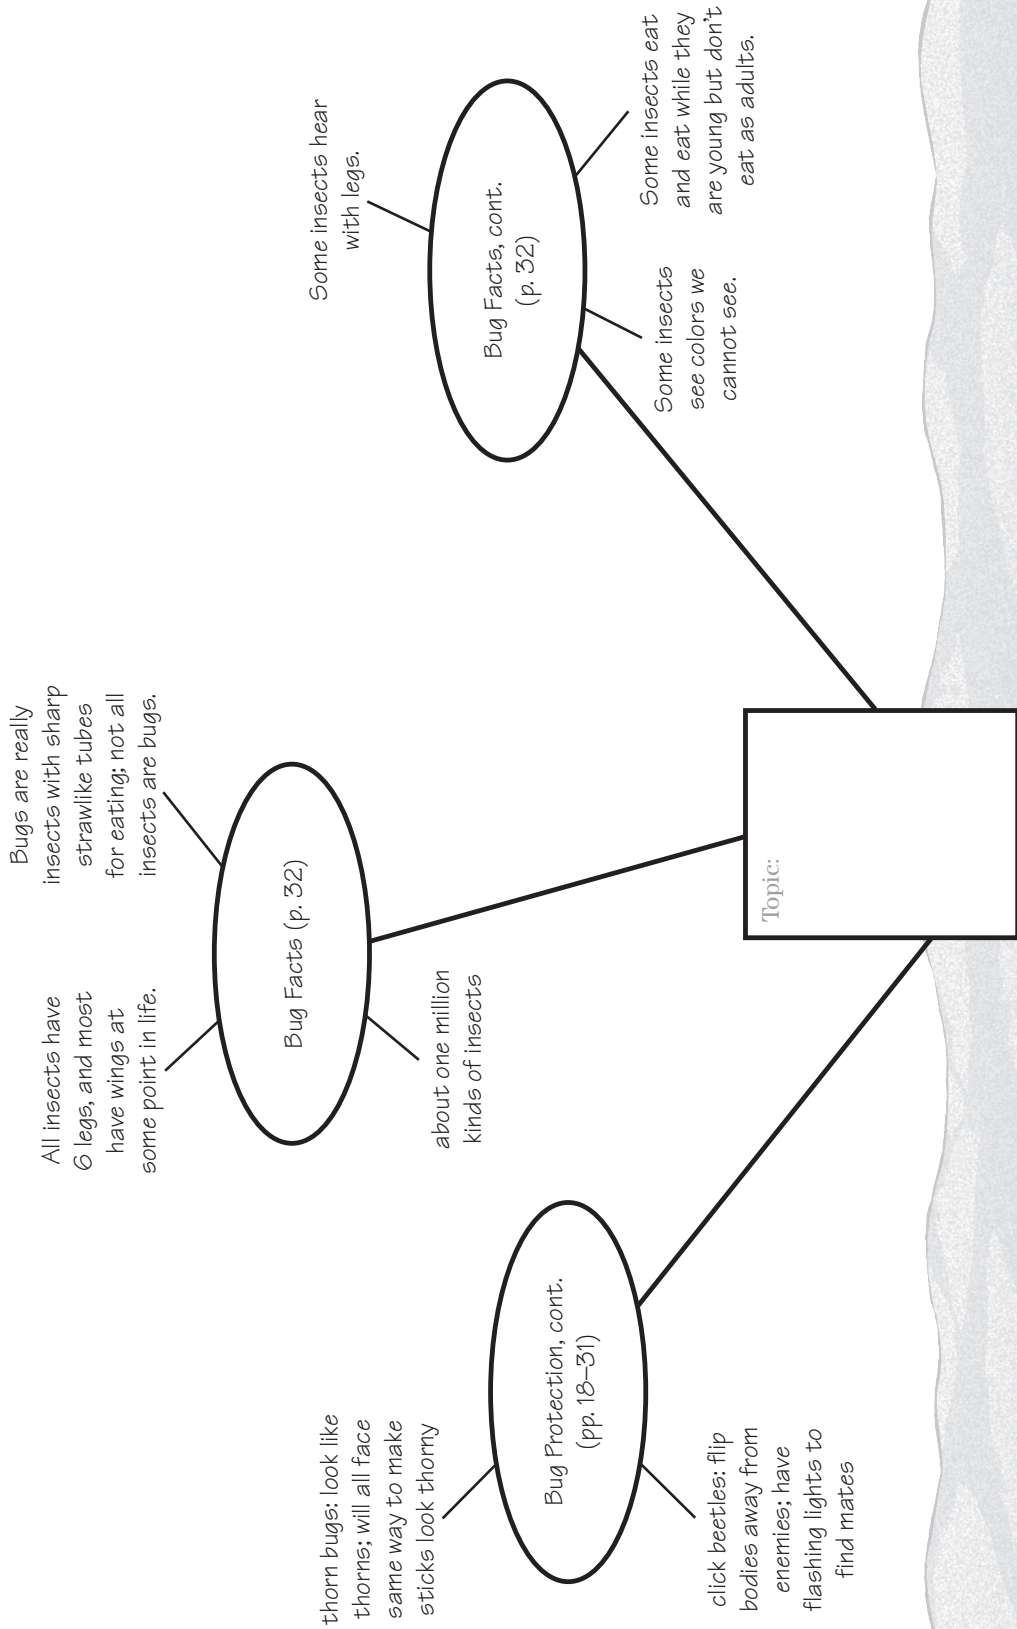 thorn bugs: look like
thorns; will all face
same way to make
sticks look thorny
Bug Protection, cont.
(pp. 18–31)
click beetles: flip
bodies away from
enemies; have
flashing lights to
find mates
All insects have
6 legs, and most
have wings at
some point in life.
Bugs are really
insects with sharp
strawlike tubes
for eating; not all
insects are bugs.
Bug Facts (p. 32)
about one million
kinds of insects
Topic:
Some insects hear
with legs.
Bug Facts, cont.
(p. 32)
Some insects
see colors we
cannot see.
Some insects eat
and eat while they
are young but don't
eat as adults.